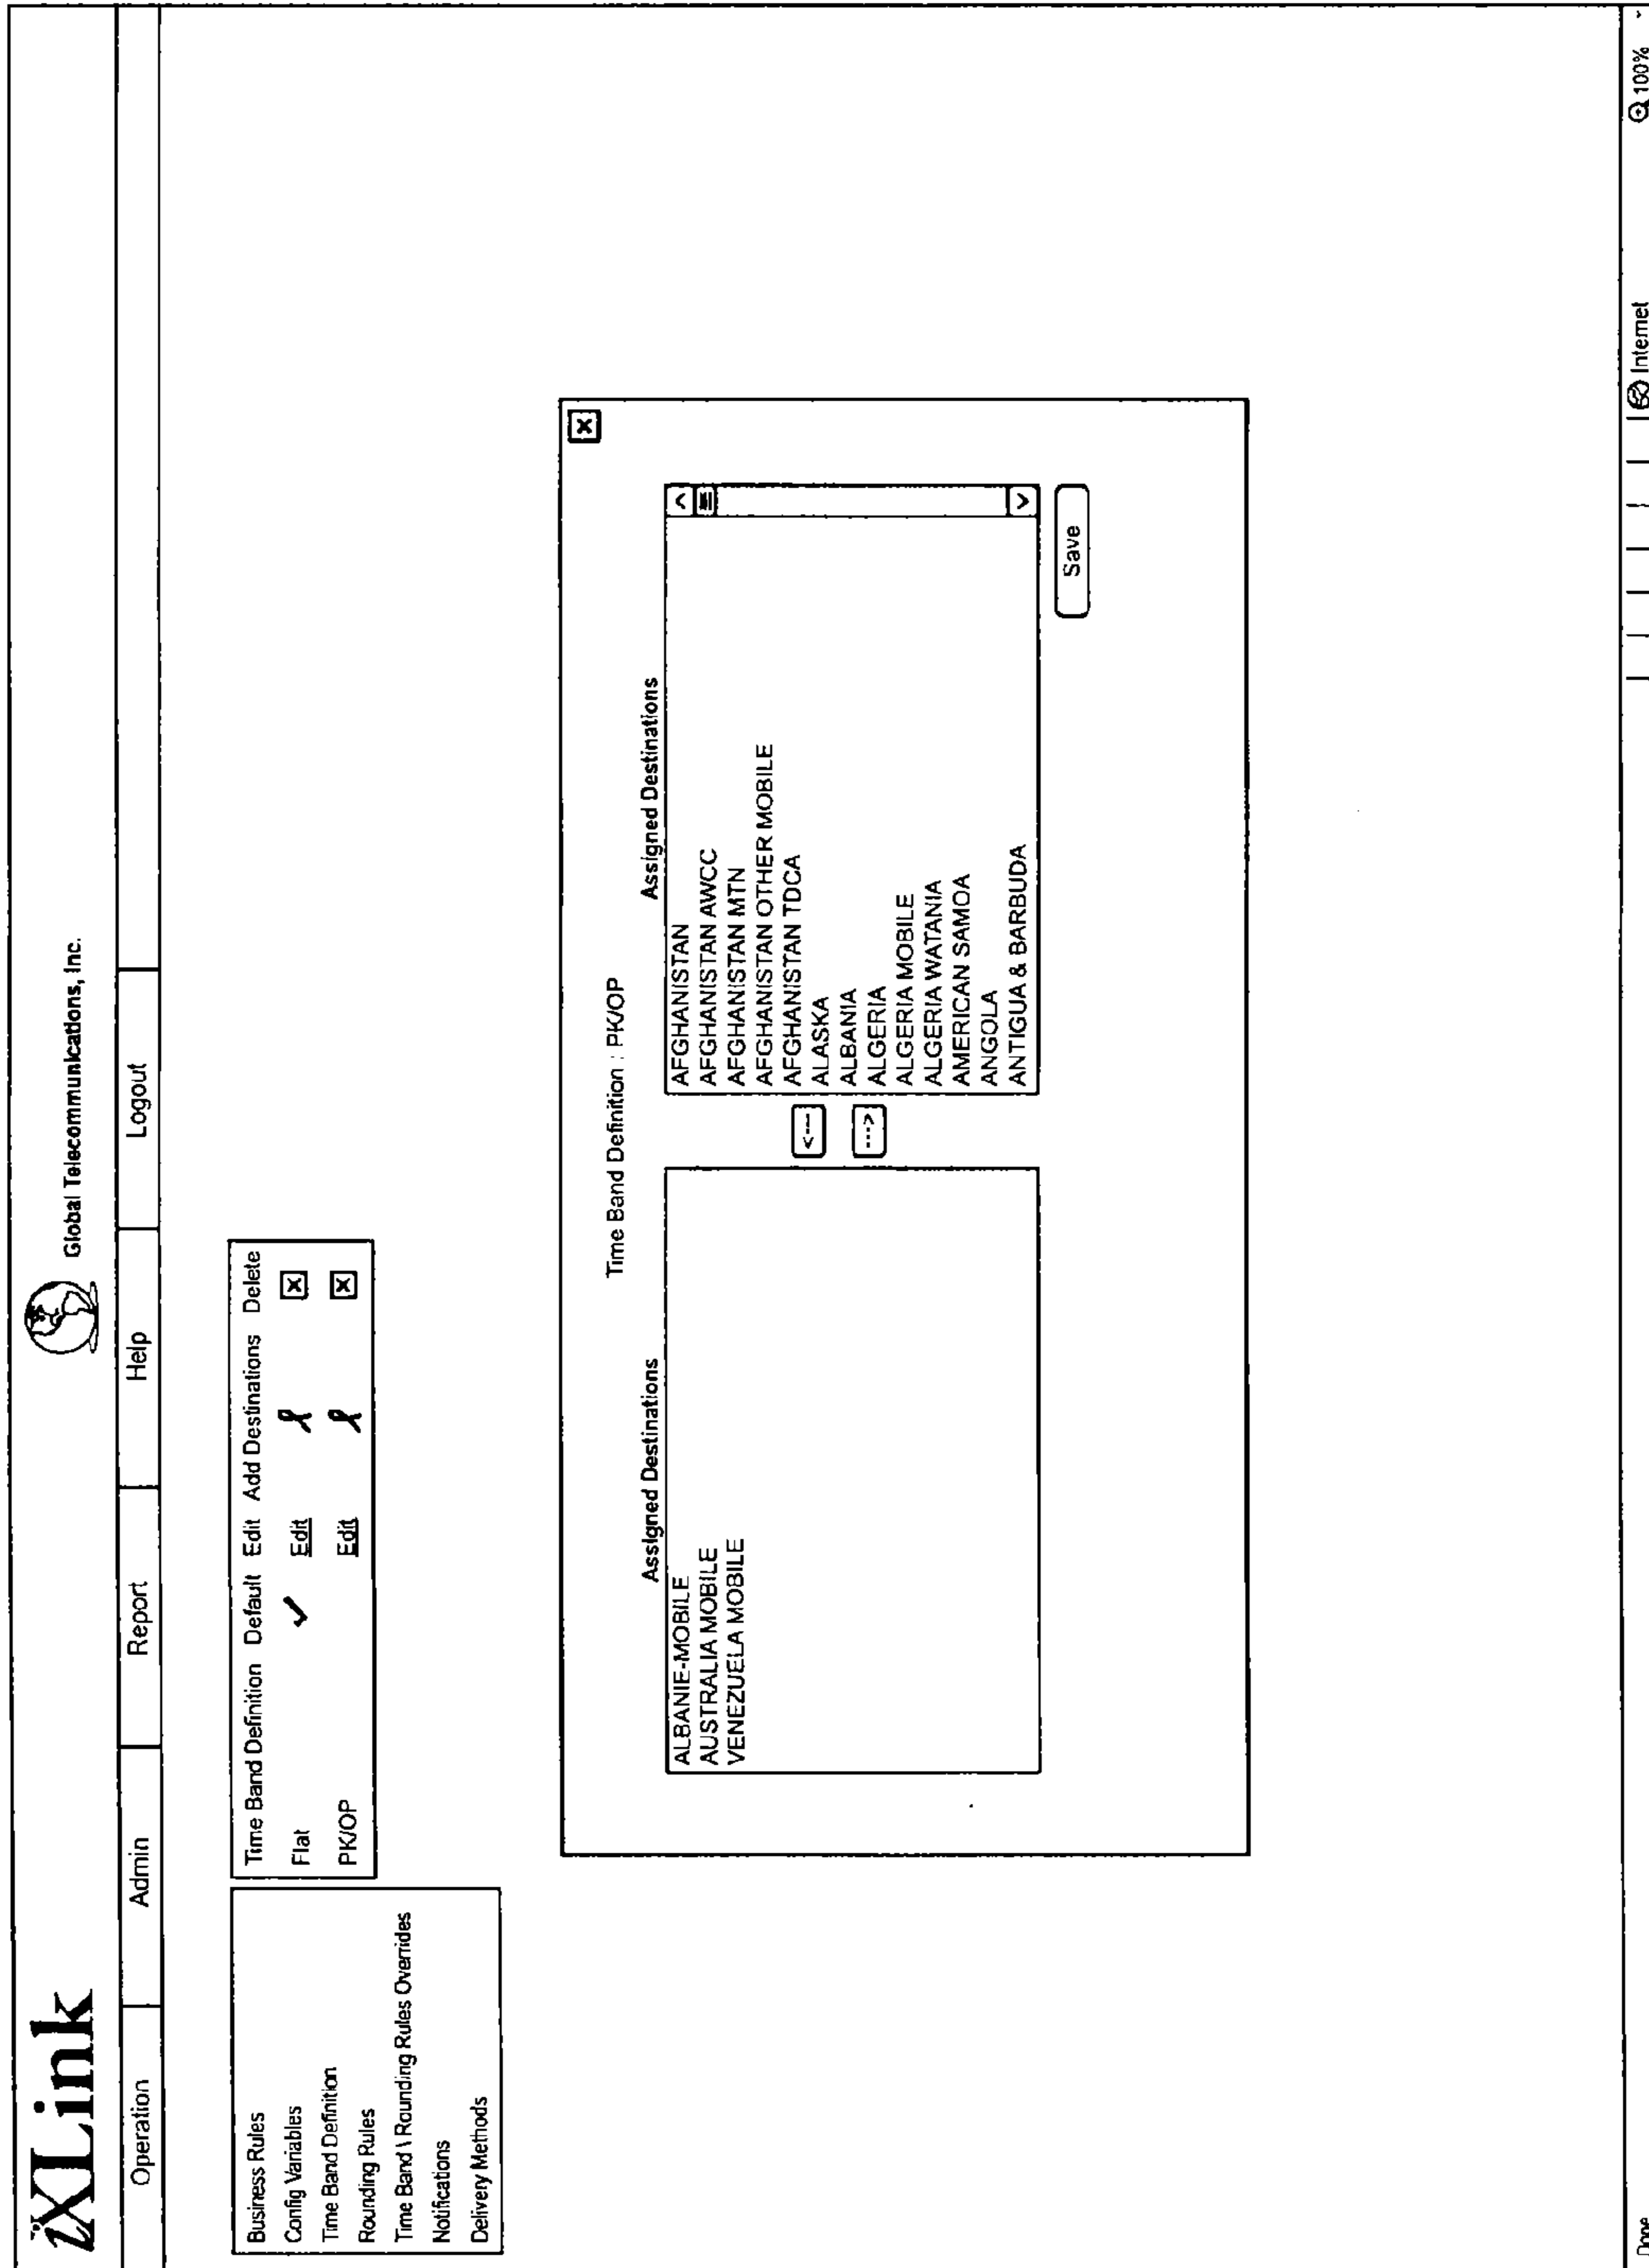 iXLink
Global Telecommunications, Inc.
Operation Admin Report Help Logout
Business Rules
Config Variables
Time Band Definition
Rounding Rules
Time Band \ Rounding Rules Overrides
Notifications
Delivery Methods
Time Band Definition Default Edit Add Destinations Delete
Flat Edit
PK/OP Edit
Time Band Definition : PK/OP
Assigned Destinations
ALBANIE-MOBILE
AUSTRALIA MOBILE
VENEZUELA MOBILE
<---
--->
Assigned Destinations
AFGHANISTAN
AFGHANISTAN AWCC
AFGHANISTAN MTN
AFGHANISTAN OTHER MOBILE
AFGHANISTAN TDCA
ALASKA
ALBANIA
ALGERIA
ALGERIA MOBILE
ALGERIA WATANIA
AMERICAN SAMOA
ANGOLA
ANTIGUA & BARBUDA
Save
Done Internet 100%